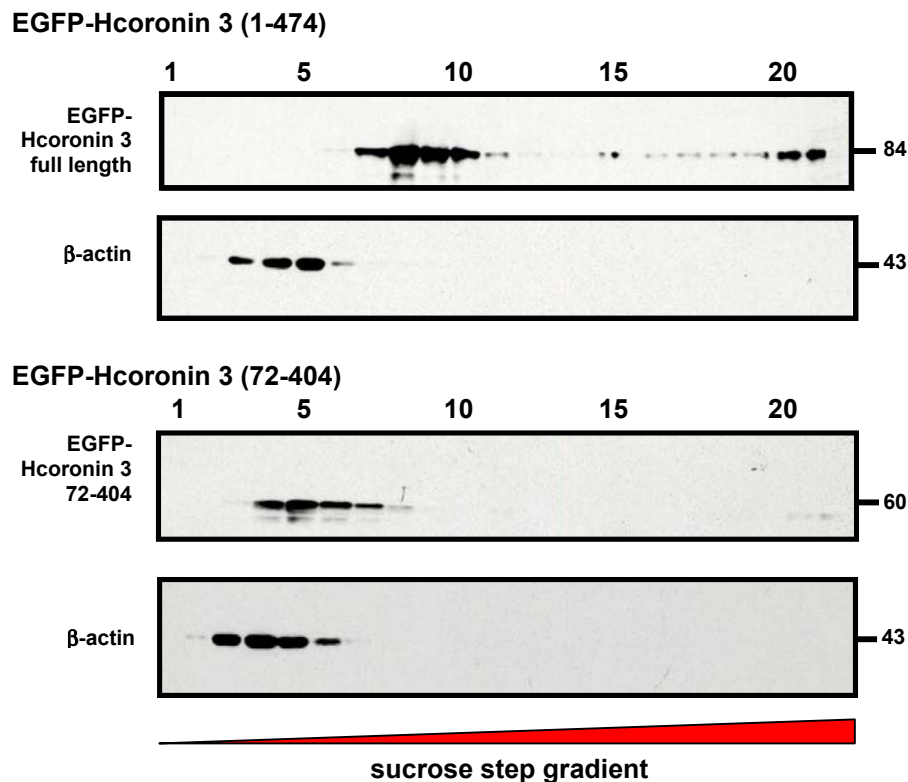 EGFP-Hcoronin 3 (1-474)
1 5 10 15 20
EGFP-
Hcoronin 3
full length
84
β-actin
43
EGFP-Hcoronin 3 (72-404)
1 5 10 15 20
EGFP-
Hcoronin 3
72-404
60
β-actin
43
sucrose step gradient